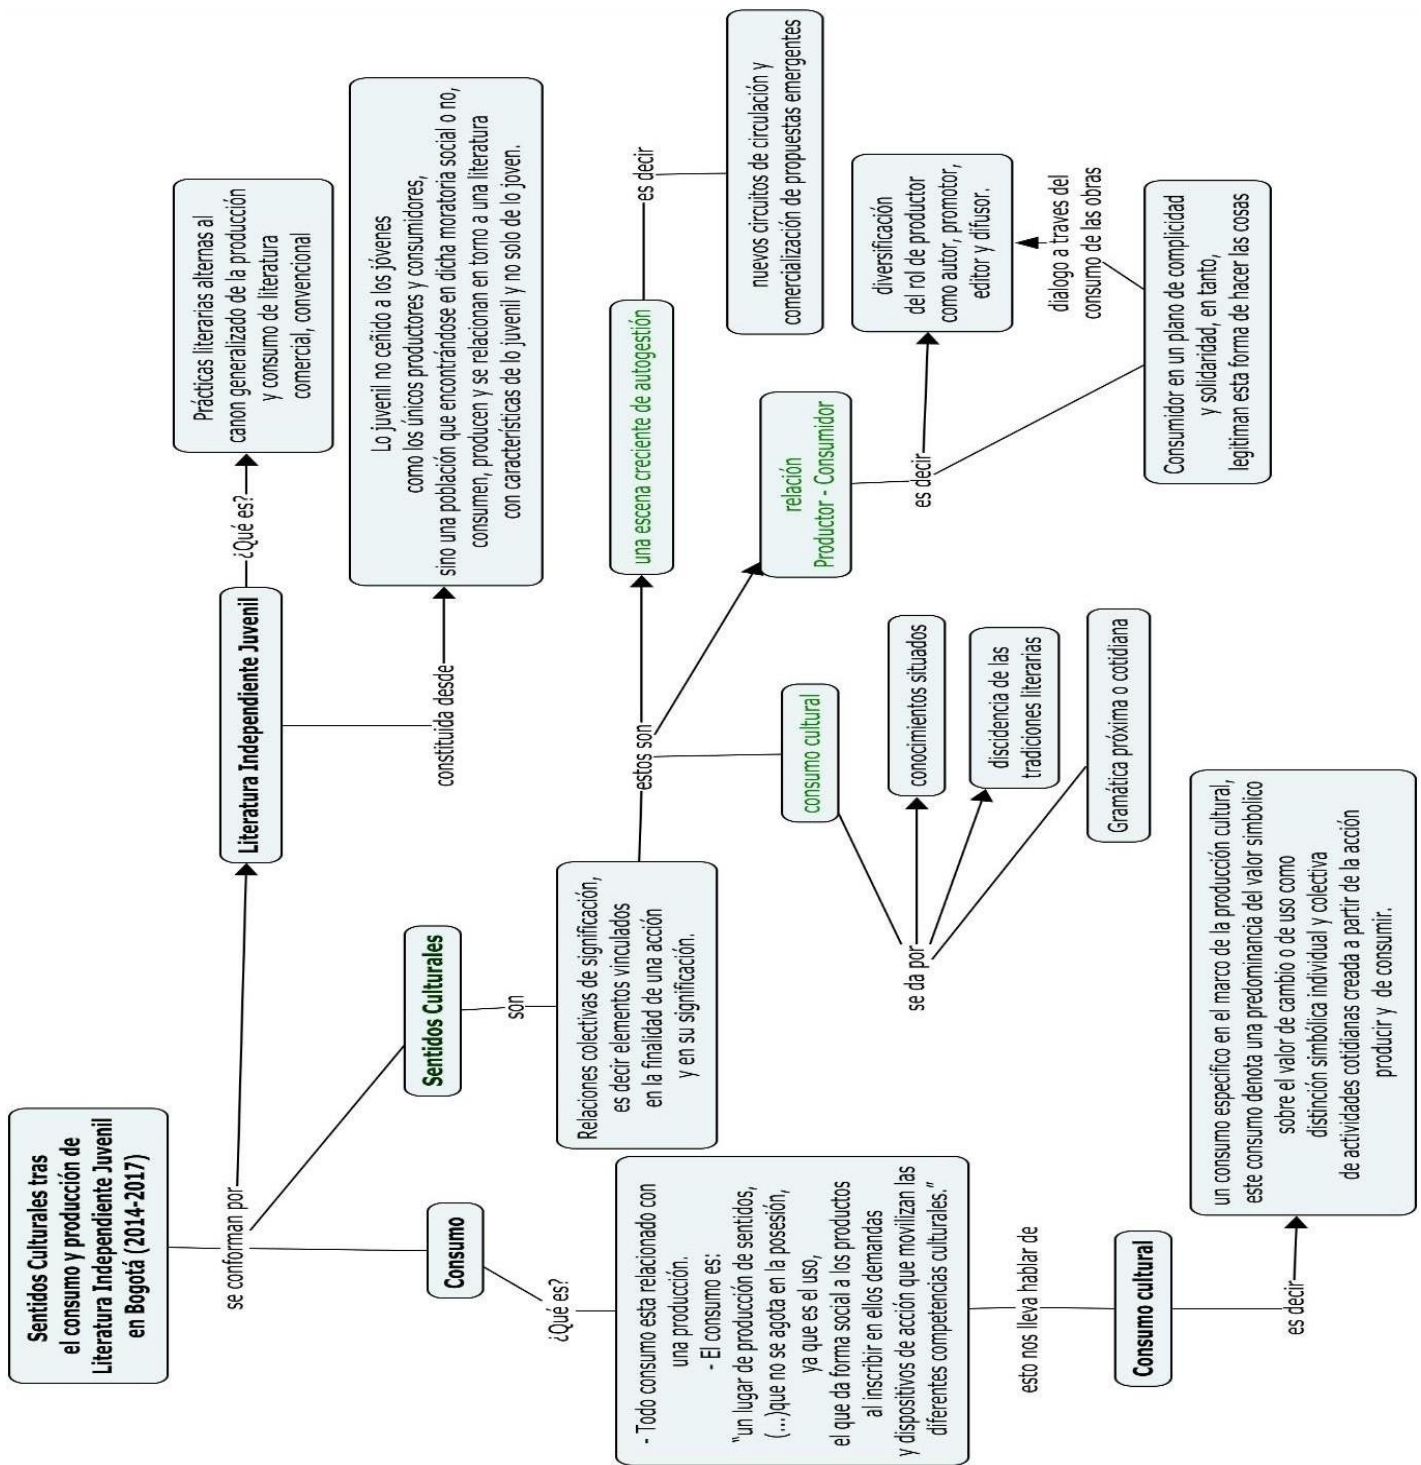 Sentidos Culturales tras
el consumo y producción de
Literatura Independiente Juvenil
en Bogotá (2014-2017)
se conforman por
Consumo
¿Qué es?
- Todo consumo esta relacionado con
una producción.
- El consumo es:
"un lugar de producción de sentidos,
(...)que no se agota en la posesión,
ya que es el uso,
el que da forma social a los productos
al inscribir en ellos demandas
y dispositivos de acción que movilizan las
diferentes competencias culturales."
esto nos lleva hablar de
Consumo cultural
es decir
un consumo especifico en el marco de la producción cultural,
este consumo denota una predominancia del valor simbolico
sobre el valor de cambio o de uso como
distinción simbólica individual y colectiva
de actividades cotidianas creada a partir de la acción
producir y de consumir.
Sentidos Culturales
son
Relaciones colectivas de significación,
es decir elementos vinculados
en la finalidad de una acción
y en su significación.
estos son
consumo cultural
se da por
conocimientos situados
discidencia de las
tradiciones literarias
Gramática próxima o cotidiana
relación
Productor - Consumidor
es decir
diversificación
del rol de productor
como autor, promotor,
editor y difusor.
dialogo a traves del
consumo de las obras
Consumidor en un plano de complicidad
y solidaridad, en tanto,
legitiman esta forma de hacer las cosas
una escena creciente de autogestión
es decir
nuevos circuitos de circulación y
comercialización de propuestas emergentes
Literatura Independiente Juvenil
¿Qué es?
Prácticas literarias alternas al
canon generalizado de la producción
y consumo de literatura
comercial, convencional
constituida desde
Lo juvenil no ceñido a los jóvenes
como los únicos productores y consumidores,
sino una población que encontrándose en dicha moratoria social o no,
consumen, producen y se relacionan en torno a una literatura
con características de lo juvenil y no solo de lo joven.